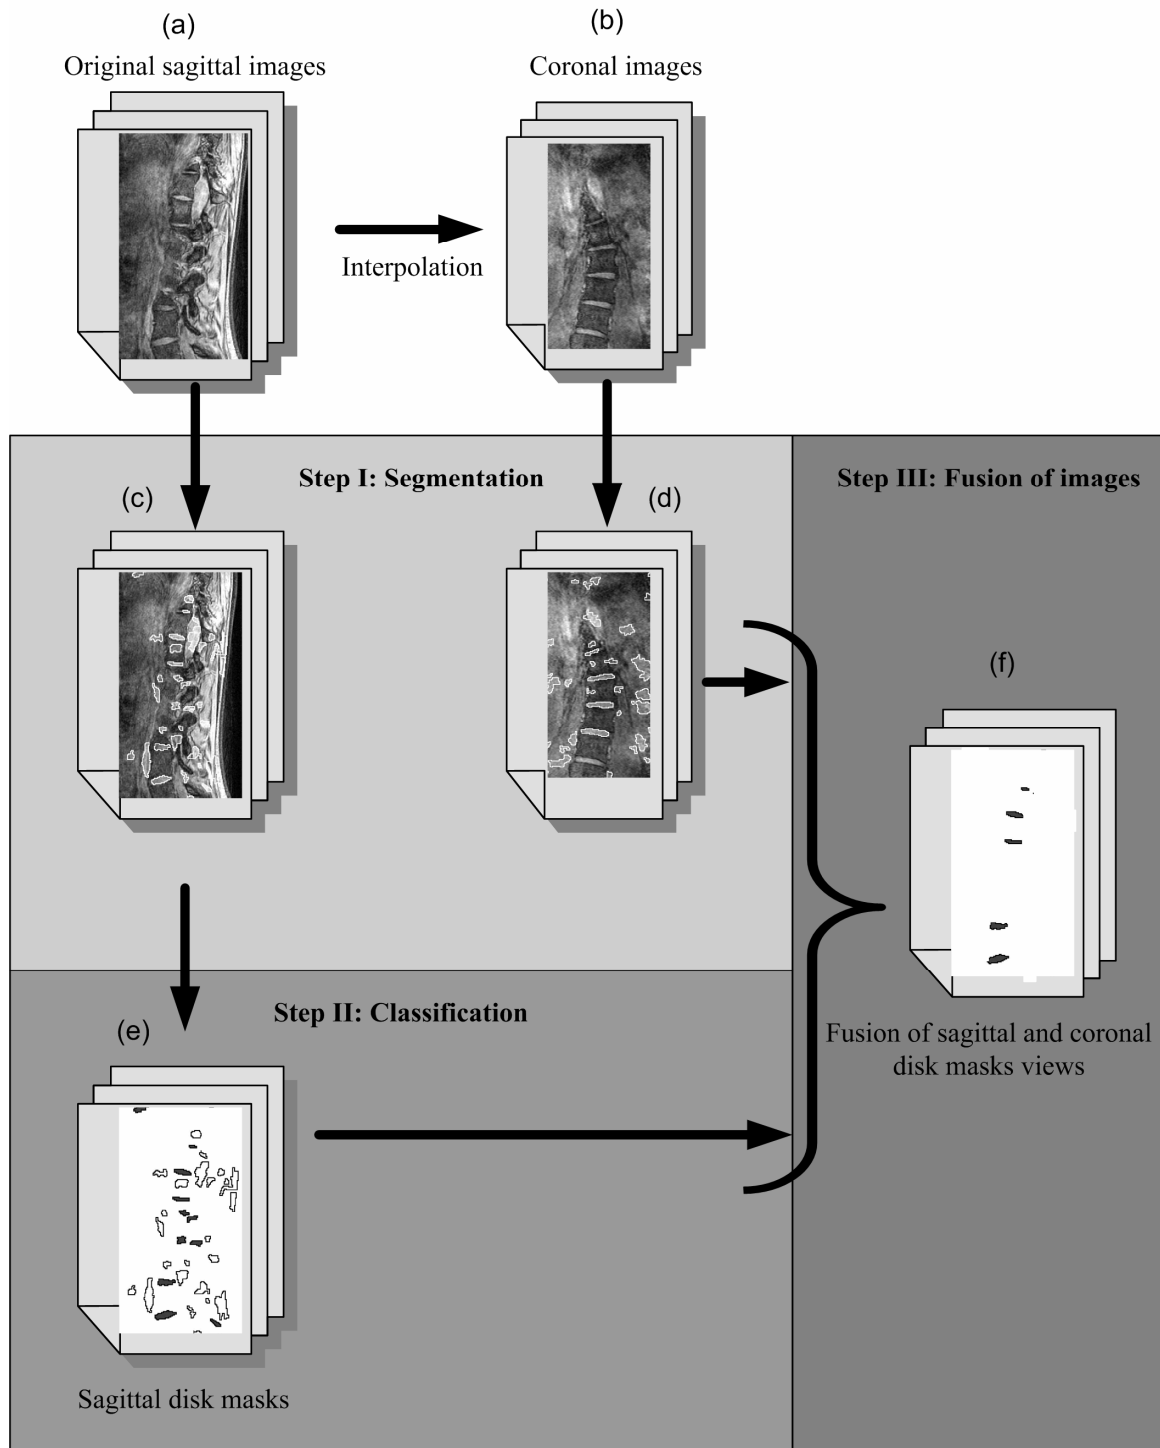 (a)
Original sagittal images
(b)
Coronal images
Interpolation
Step I: Segmentation
(c)
(d)
Step III: Fusion of images
(f)
Fusion of sagittal and coronal
disk masks views
Step II: Classification
(e)
Sagittal disk masks